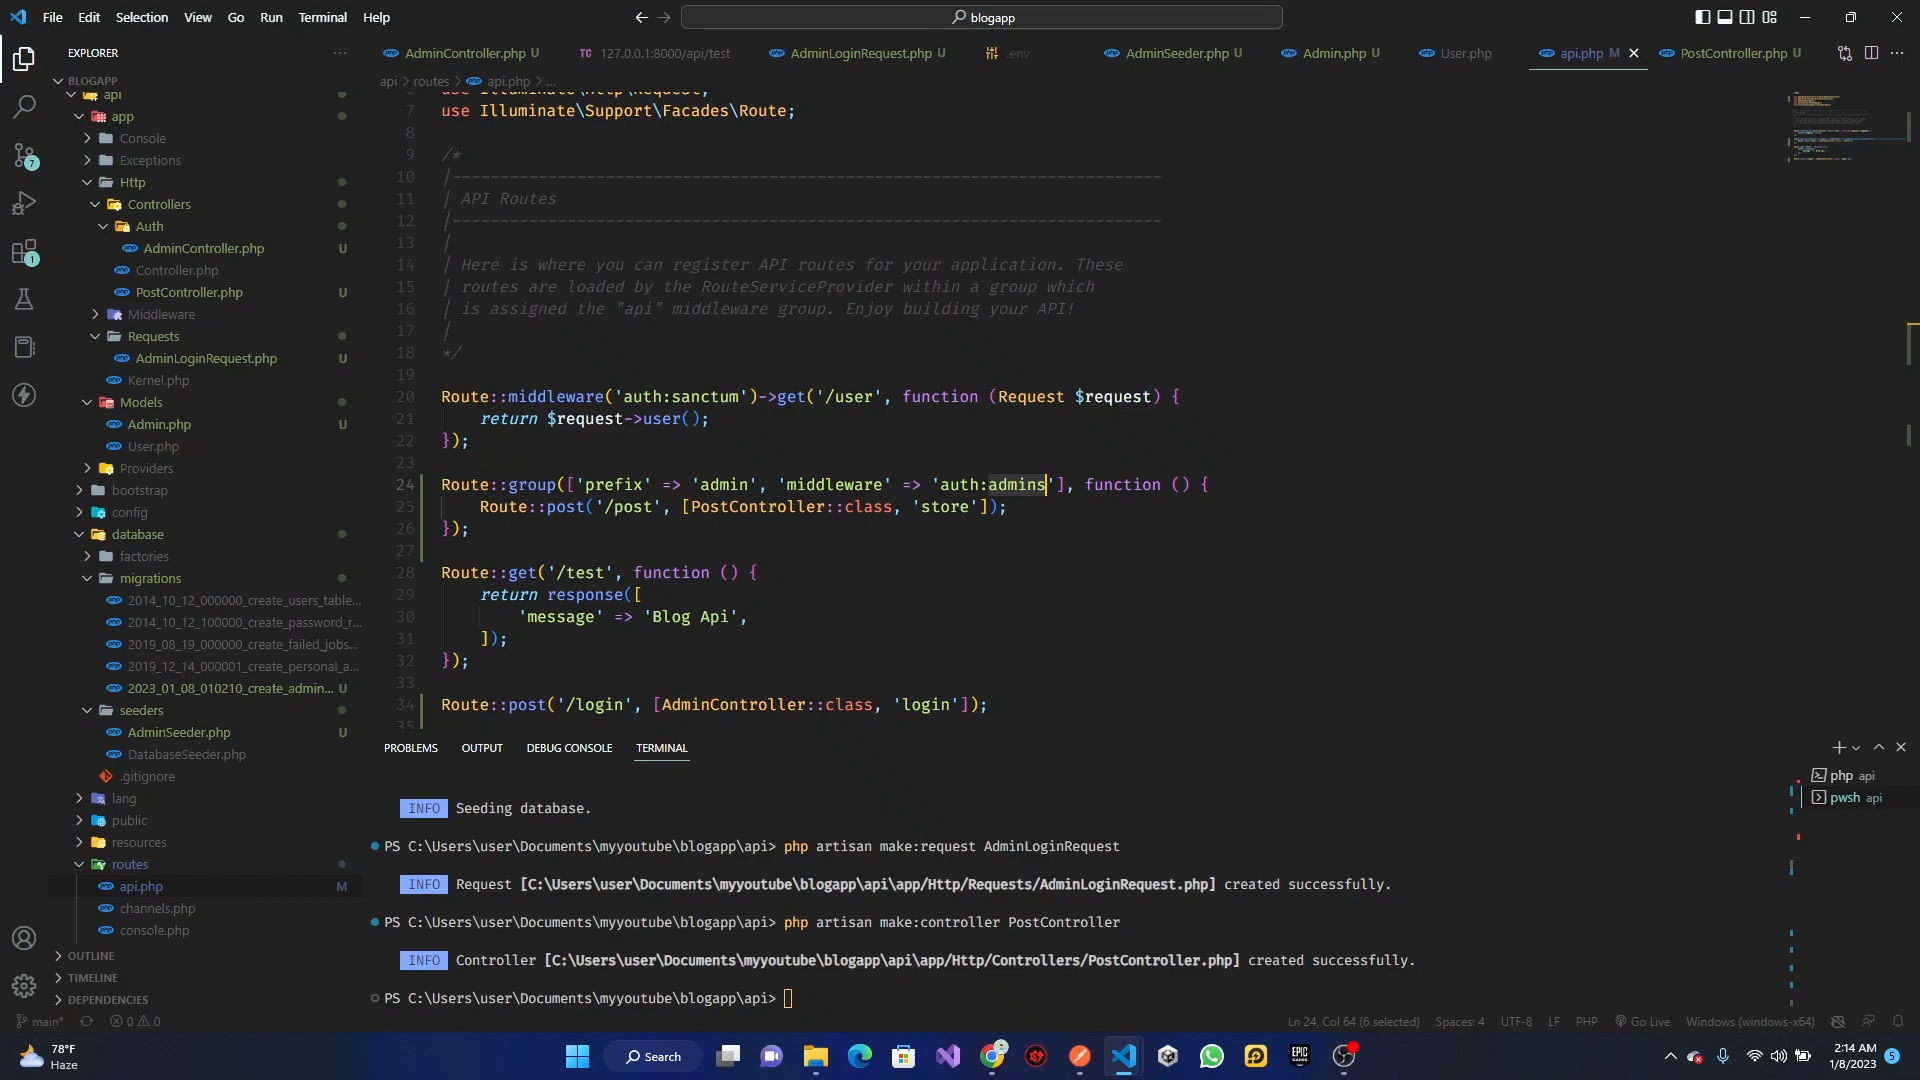 File Edit Selection View Go Run Terminal Help
blogapp
EXPLORER
AdminController.php U
TC 127.0.0.1:8000/api/test
AdminLoginRequest.php U
.env
AdminSeeder.php U
Admin.php U
User.php
api.php M
PostController.php U
api > routes > api.php > ...
BLOGAPP
api
app
Console
Exceptions
Http
Controllers
Auth
AdminController.php U
Controller.php
PostController.php U
Middleware
Requests
AdminLoginRequest.php U
Kernel.php
Models
Admin.php U
User.php
Providers
bootstrap
config
database
factories
migrations
2014_10_12_000000_create_users_table...
2014_10_12_100000_create_password_r...
2019_08_19_000000_create_failed_jobs...
2019_12_14_000001_create_personal_a...
2023_01_08_010210_create_admin... U
seeders
AdminSeeder.php U
DatabaseSeeder.php
.gitignore
lang
public
resources
routes
api.php M
channels.php
console.php
OUTLINE
TIMELINE
DEPENDENCIES
7
1
use Illuminate\Http\Request;
7 use Illuminate\Support\Facades\Route;
8
9 /*
10 |--------------------------------------------------------------------------
11 | API Routes
12 |--------------------------------------------------------------------------
13 |
14 | Here is where you can register API routes for your application. These
15 | routes are loaded by the RouteServiceProvider within a group which
16 | is assigned the "api" middleware group. Enjoy building your API!
17 |
18 */
19
20 Route::middleware('auth:sanctum')->get('/user', function (Request $request) {
21 return $request->user();
22 });
23
24 Route::group(['prefix' => 'admin', 'middleware' => 'auth:admins'], function () {
25 Route::post('/post', [PostController::class, 'store']);
26 });
27
28 Route::get('/test', function () {
29 return response([
30 'message' => 'Blog Api',
31 ]);
32 });
33
34 Route::post('/login', [AdminController::class, 'login']);
35
PROBLEMS OUTPUT DEBUG CONSOLE TERMINAL
php api
pwsh api
INFO Seeding database.
PS C:\Users\user\Documents\myyoutube\blogapp\api> php artisan make:request AdminLoginRequest
INFO Request [C:\Users\user\Documents\myyoutube\blogapp\api\app/Http/Requests/AdminLoginRequest.php] created successfully.
PS C:\Users\user\Documents\myyoutube\blogapp\api> php artisan make:controller PostController
INFO Controller [C:\Users\user\Documents\myyoutube\blogapp\api\app/Http/Controllers/PostController.php] created successfully.
PS C:\Users\user\Documents\myyoutube\blogapp\api>
main* 0 0
Ln 24, Col 64 (6 selected) Spaces: 4 UTF-8 LF PHP Go Live Windows (windows-x64)
78°F
Haze
Search
EPIC GAMES
2:14 AM
1/8/2023
5